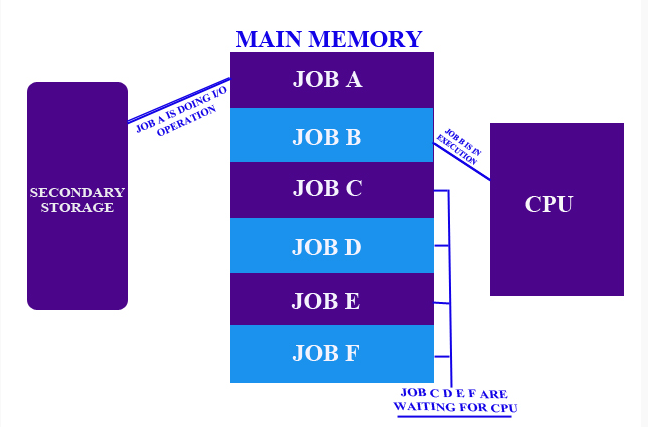 MAIN MEMORY
JOB A
JOB A IS DOING I/O
OPERATION
JOB B
JOB B IS IN
EXECUTION
SECONDARY
STORAGE
JOB C
CPU
JOB D
JOB E
JOB F
JOB C D E F ARE
WAITING FOR CPU